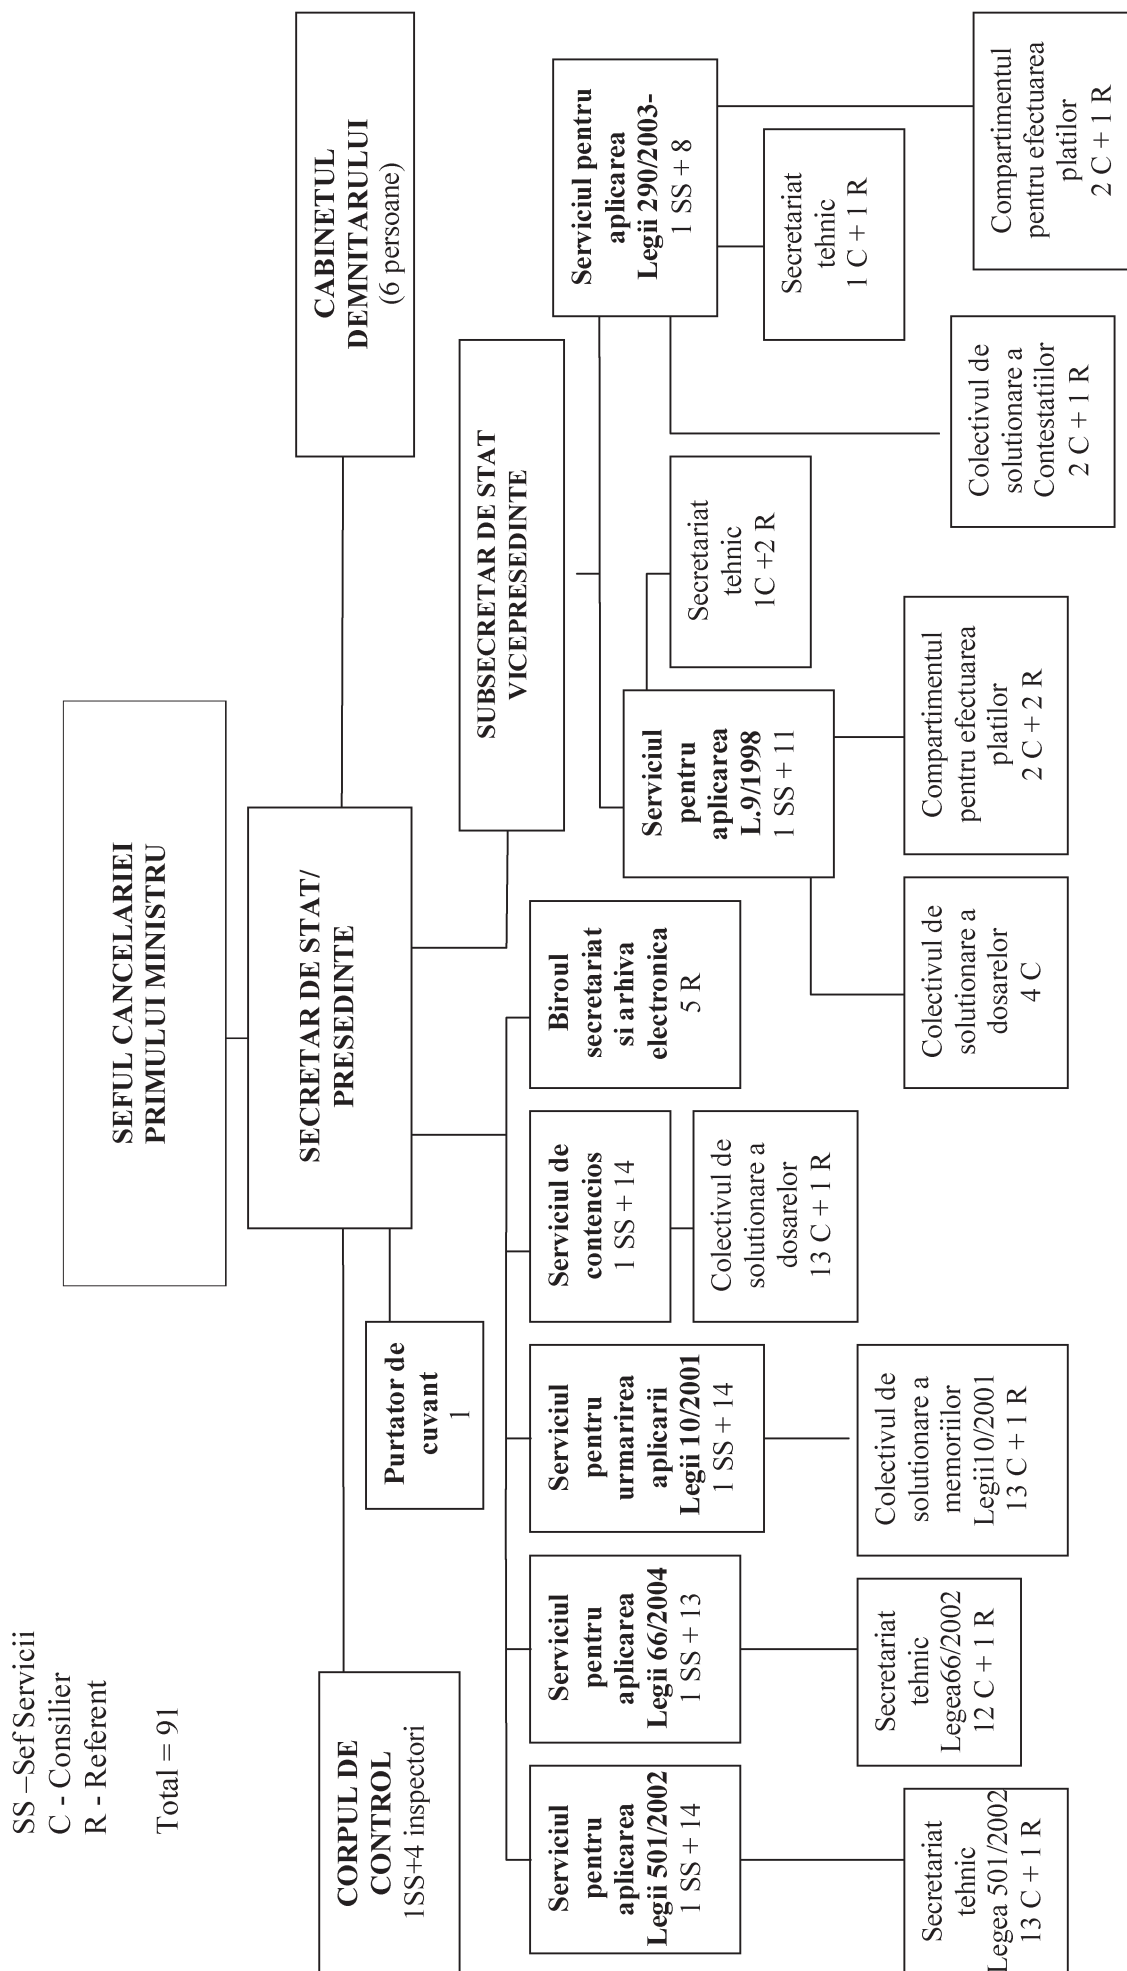 SS –Sef Servicii
C - Consilier
R - Referent
Total = 91
SEFUL CANCELARIEI
PRIMULUI MINISTRU
SECRETAR DE STAT/
PRESEDINTE
CORPUL DE
CONTROL
1SS+4 inspectori
CABINETUL
DEMNITARULUI
(6 persoane)
Purtator de
cuvant
1
SUBSECRETAR DE STAT
VICEPRESEDINTE
Serviciul
pentru
aplicarea
Legii 501/2002
1 SS + 14
Serviciul
pentru
aplicarea
Legii 66/2004
1 SS + 13
Serviciul
pentru
urmarirea
aplicarii
Legii 10/2001
1 SS + 14
Serviciul de
contencios
1 SS + 14
Biroul
secretariat
si arhiva
electronica
5 R
Serviciul
pentru
aplicarea
L.9/1998
1 SS + 11
Serviciul pentru
aplicarea
Legii 290/2003-
1 SS + 8
Secretariat
tehnic
1C +2 R
Secretariat
tehnic
1 C + 1 R
Colectivul de
solutionare a
dosarelor
13 C + 1 R
Secretariat
tehnic
Legea 501/2002
13 C + 1 R
Secretariat
tehnic
Legea66/2002
12 C + 1 R
Colectivul de
solutionare a
memoriilor
Legii10/2001
13 C + 1 R
Colectivul de
solutionare a
dosarelor
4 C
Compartimentul
pentru efectuarea
platilor
2 C + 2 R
Colectivul de
solutionare a
Contestatiilor
2 C + 1 R
Compartimentul
pentru efectuarea
platilor
2 C + 1 R